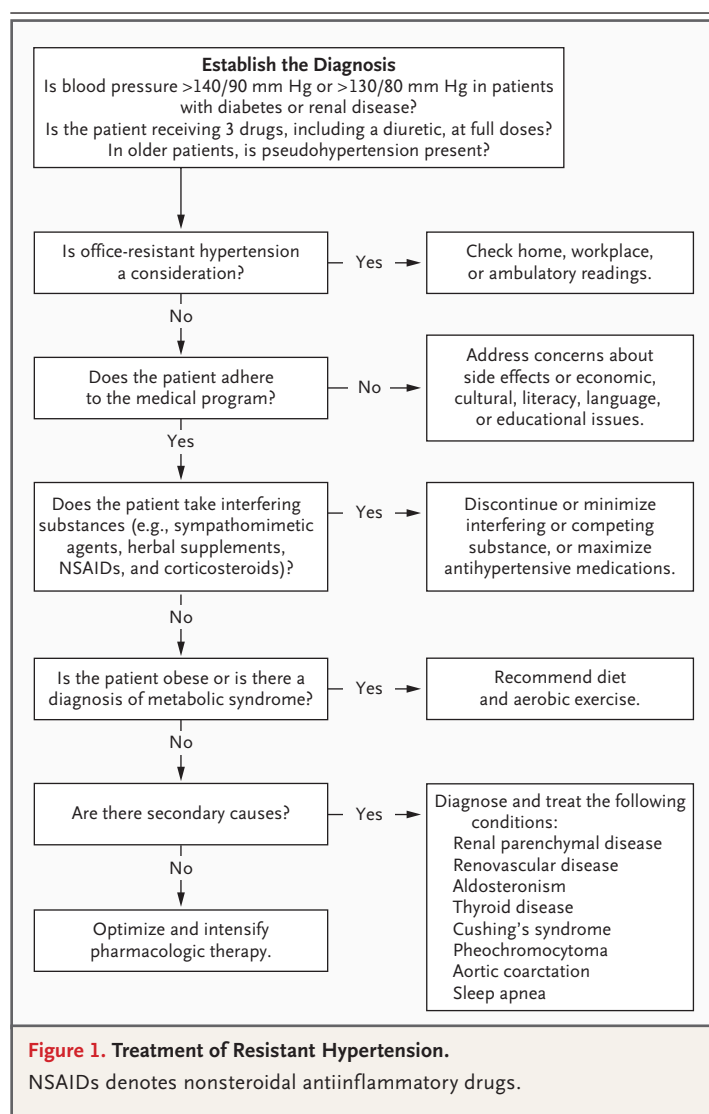 Establish the Diagnosis
Is blood pressure >140/90 mm Hg or >130/80 mm Hg in patients
with diabetes or renal disease?
Is the patient receiving 3 drugs, including a diuretic, at full doses?
In older patients, is pseudohypertension present?
Is office-resistant hypertension
a consideration?
Yes
Check home, workplace,
or ambulatory readings.
No
Does the patient adhere
to the medical program?
No
Address concerns about
side effects or economic,
cultural, literacy, language,
or educational issues.
Yes
Does the patient take interfering
substances (e.g., sympathomimetic
agents, herbal supplements,
NSAIDs, and corticosteroids)?
Yes
Discontinue or minimize
interfering or competing
substance, or maximize
antihypertensive medications.
No
Is the patient obese or is there a
diagnosis of metabolic syndrome?
Yes
Recommend diet
and aerobic exercise.
No
Are there secondary causes?
Yes
Diagnose and treat the following
conditions:
Renal parenchymal disease
Renovascular disease
Aldosteronism
Thyroid disease
Cushing's syndrome
Pheochromocytoma
Aortic coarctation
Sleep apnea
No
Optimize and intensify
pharmacologic therapy.
Figure 1. Treatment of Resistant Hypertension.
NSAIDs denotes nonsteroidal antiinflammatory drugs.